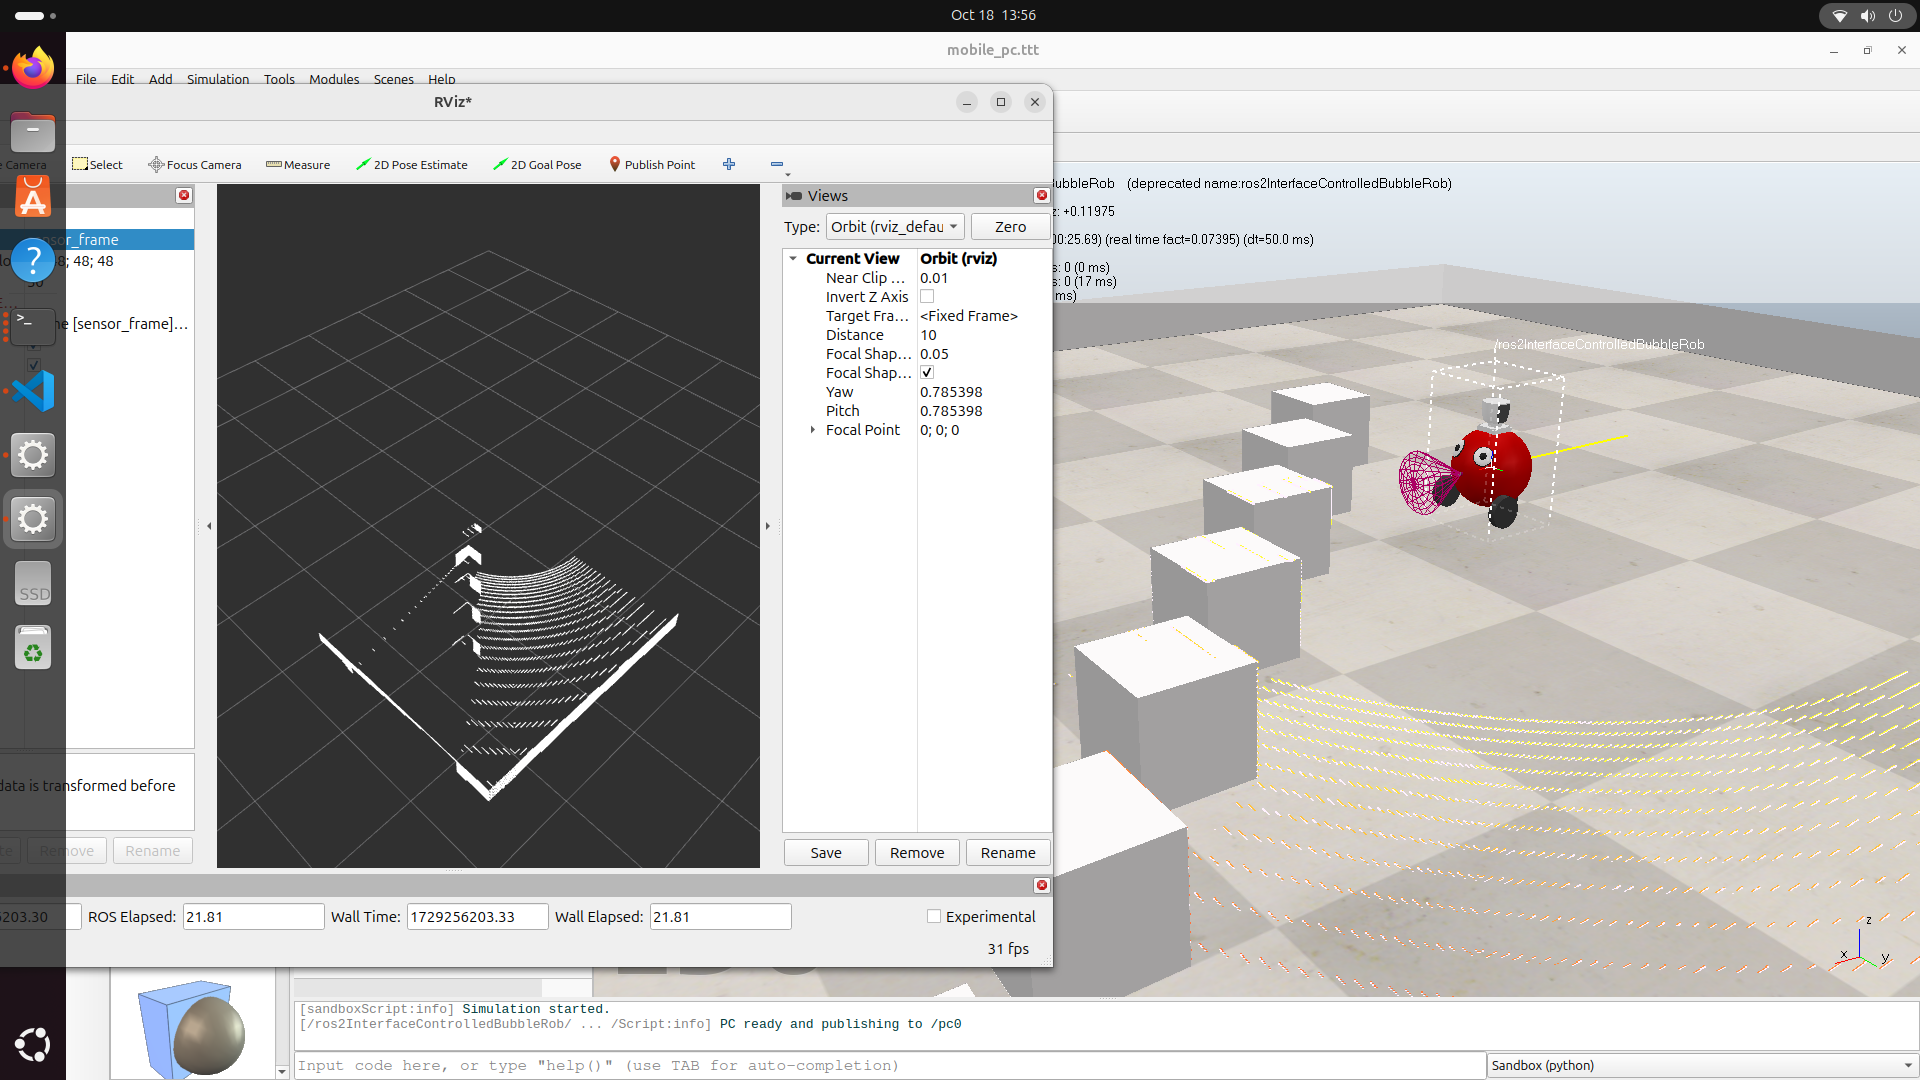 Oct 18 13:56
mobile_pc.ttt
File Edit Add Simulation Tools Modules Scenes Help
RViz*
Camera Select Focus Camera Measure 2D Pose Estimate 2D Goal Pose Publish Point
Views
Type: Orbit (rviz_defau Zero
Current View Orbit (rviz)
Near Clip ... 0.01
Invert Z Axis
Target Fra... <Fixed Frame>
Distance 10
Focal Shap... 0.05
Focal Shap...
Yaw 0.785398
Pitch 0.785398
Focal Point 0; 0; 0
Save Remove Rename
sor_frame
8; 48; 48
e [sensor_frame]...
data is transformed before
Remove Rename
6203.30 ROS Elapsed: 21.81 Wall Time: 1729256203.33 Wall Elapsed: 21.81 Experimental
31 fps
SSD
ubbleRob (deprecated name:ros2InterfaceControlledBubbleRob)
z: +0.11975
00:25.69) (real time fact=0.07395) (dt=50.0 ms)
s: 0 (0 ms)
s: 0 (17 ms)
ms)
/ros2InterfaceControlledBubbleRob
z
x
y
[sandboxScript:info] Simulation started.
[/ros2InterfaceControlledBubbleRob/ ... /Script:info] PC ready and publishing to /pc0
Input code here, or type "help()" (use TAB for auto-completion)
Sandbox (python)